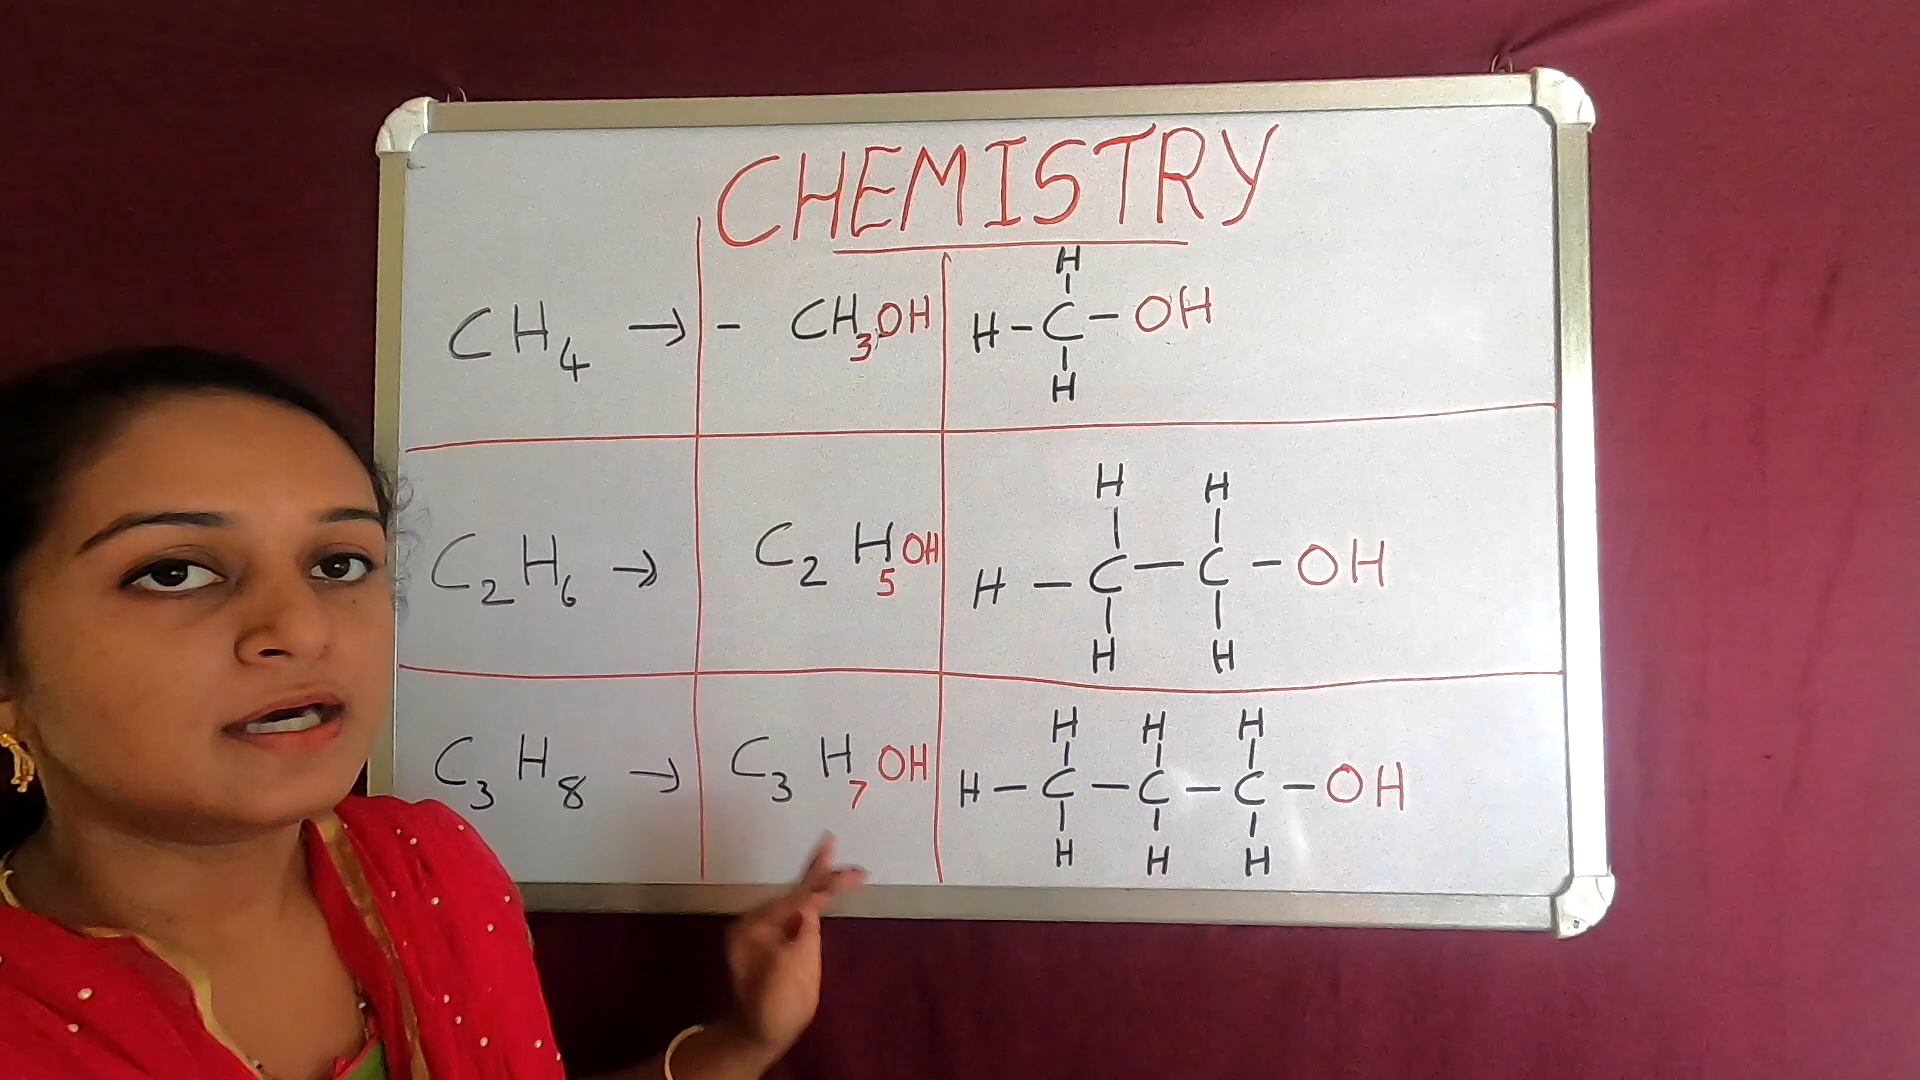 CHEMISTRY
CH4 → - CH3OH
H
H-C-OH
H
C2H6 → C2H5OH
H H
H-C-C-OH
H H
C3H8 → C3H7OH
H H H
H-C-C-C-OH
H H H